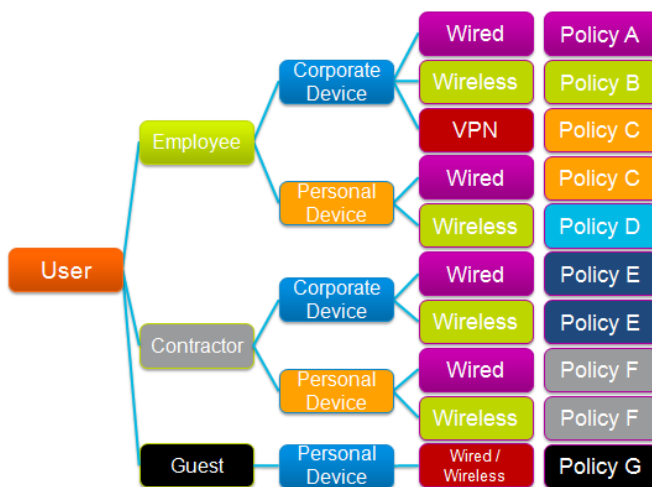 Wired Policy A
Corporate
Device
Wireless Policy B
VPN Policy C
Employee
Personal
Device
Wired Policy C
Wireless Policy D
User
Corporate
Device
Wired Policy E
Wireless Policy E
Contractor
Personal
Device
Wired Policy F
Wireless Policy F
Guest
Personal
Device
Wired /
Wireless
Policy G